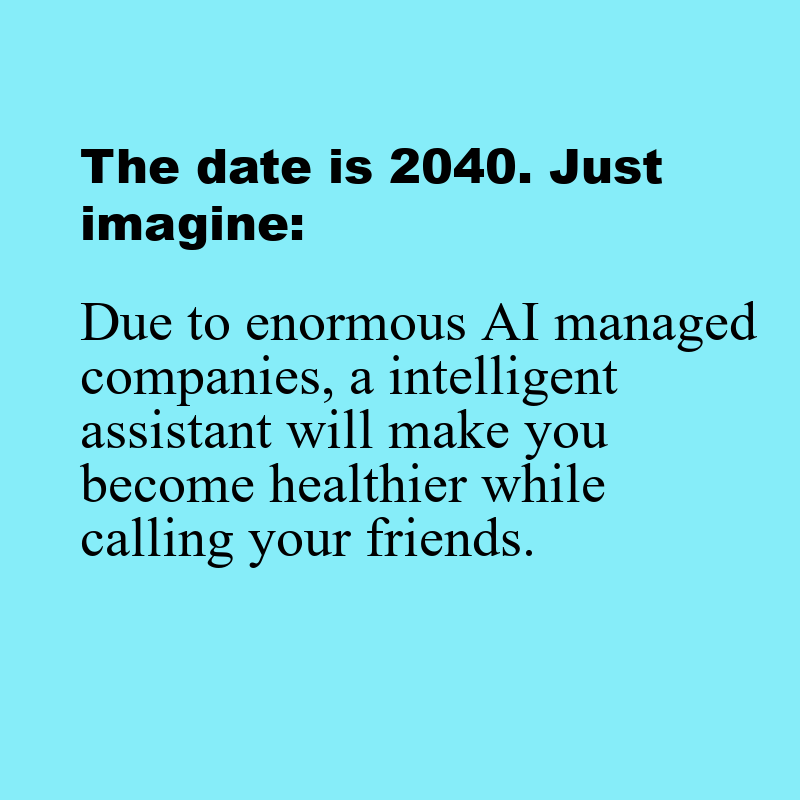 The date is 2040. Just
imagine:
Due to enormous AI managed
companies, a intelligent
assistant will make you
become healthier while
calling your friends.